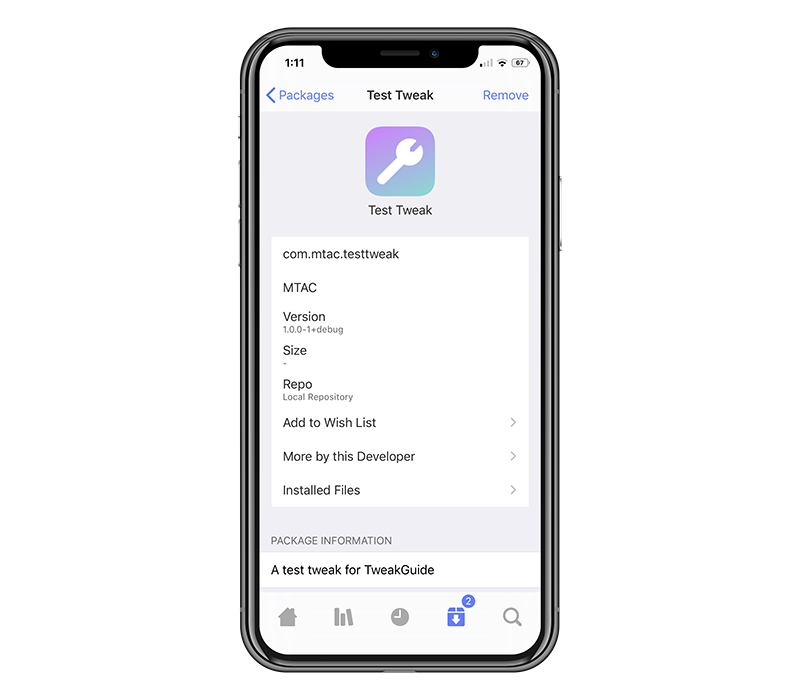 1:11
67
Packages
Test Tweak
Remove
Test Tweak
com.mtac.testtweak
MTAC
Version
1.0.0-1+debug
Size
-
Repo
Local Repository
Add to Wish List
More by this Developer
Installed Files
PACKAGE INFORMATION
A test tweak for TweakGuide
2